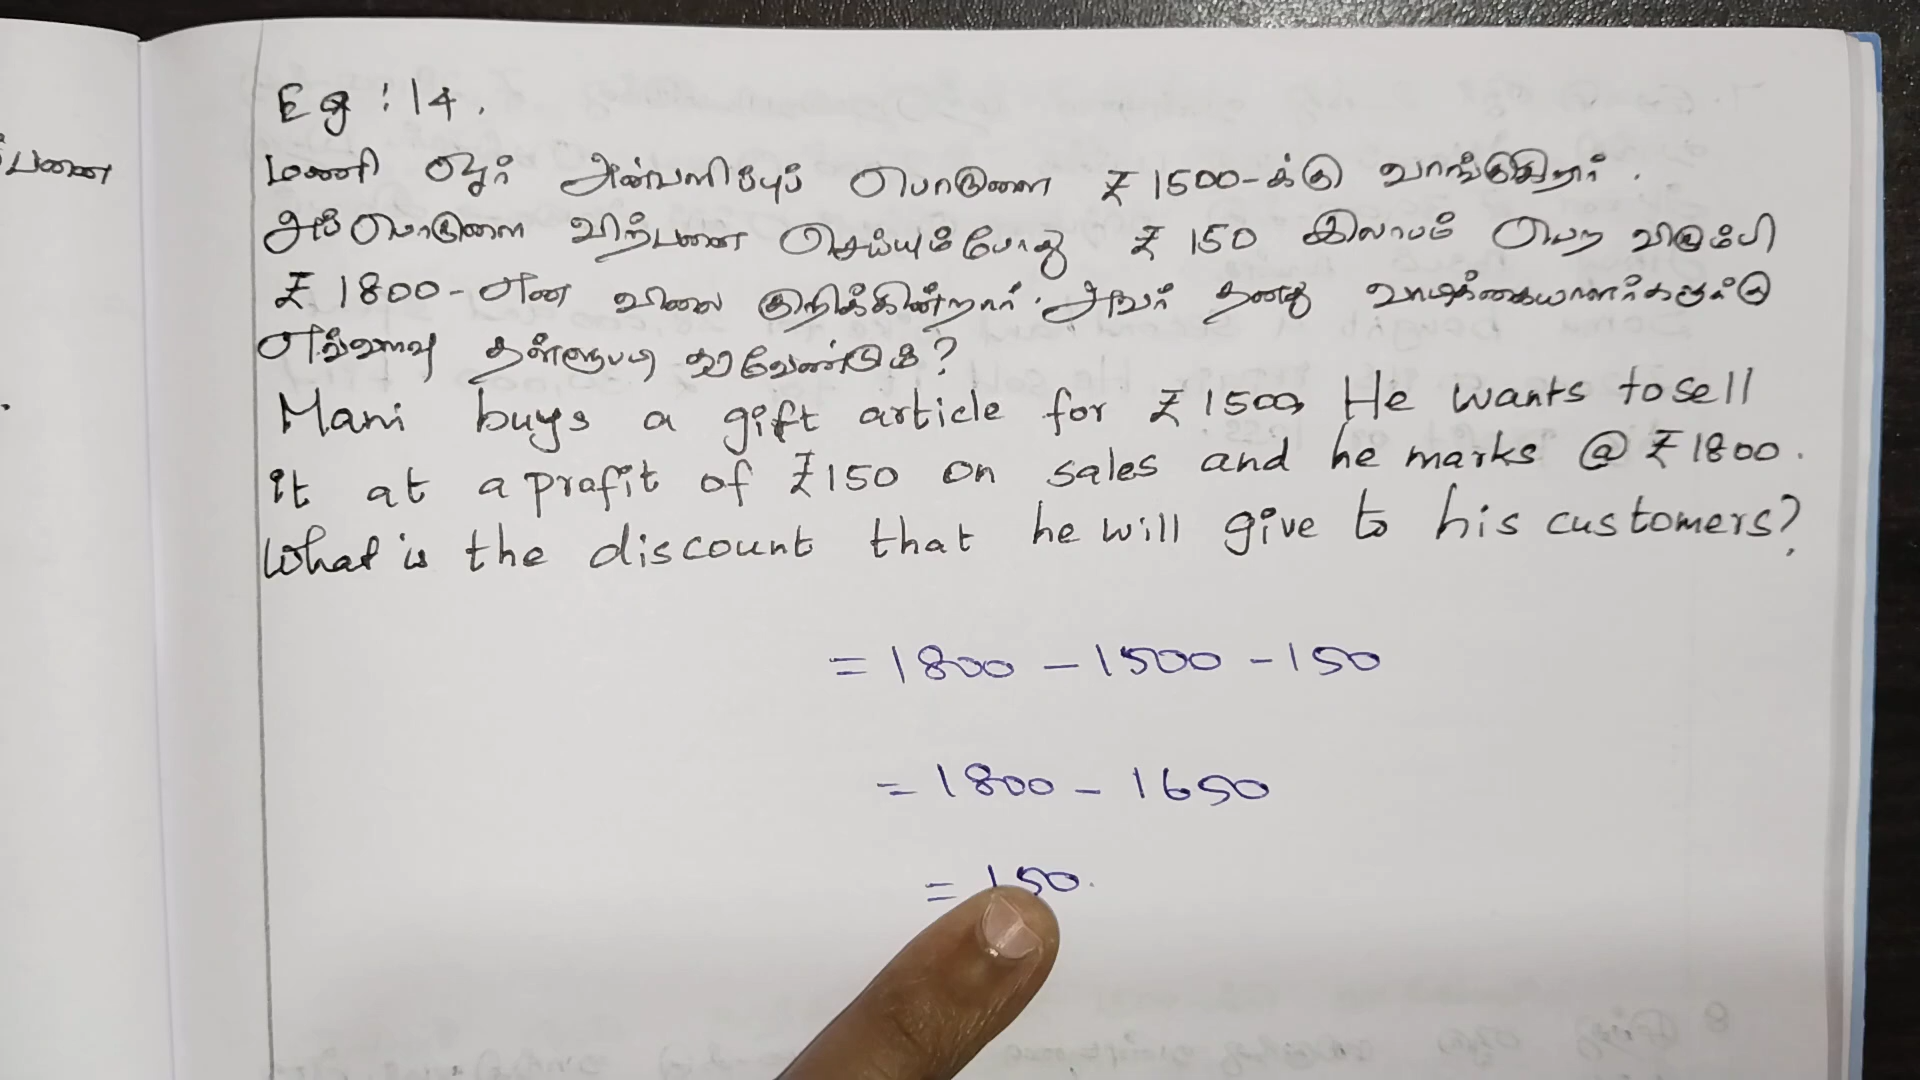 Eg : 14.
பனை
மணி ஓர் அன்பளிப்புப் பொருளை ₹ 1500-க்கு வாங்குகிறார்.
அப் பொருளை விற்பனை செய்யும்போது ₹ 150 இலாபம் பெற விரும்பி
₹ 1800-என விலை குறிக்கின்றார். அவர் தனது வாடிக்கையாளர்களுக்கு
எவ்வளவு தள்ளுபடி தரவேண்டும்?
Mani buys a gift article for ₹ 1500, He wants to sell
it at a profit of ₹150 on sales and he marks @ ₹1800.
What is the discount that he will give to his customers?
= 1800 - 1500 - 150
= 1800 - 1650
= 150.